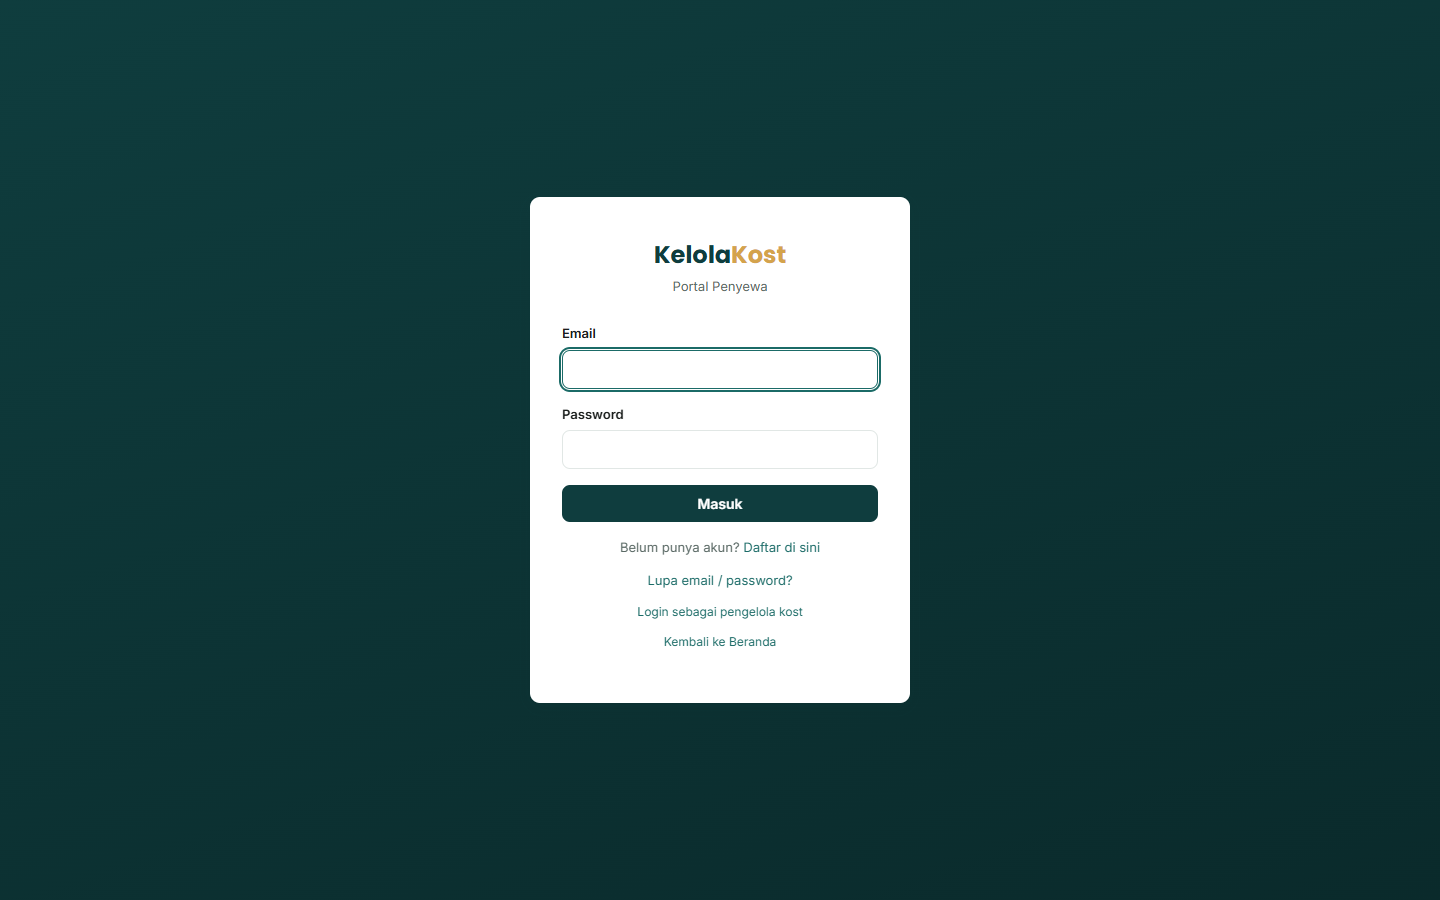 KelolaKost
Portal Penyewa
Email
Password
Masuk
Belum punya akun? Daftar di sini
Lupa email / password?
Login sebagai pengelola kost
Kembali ke Beranda